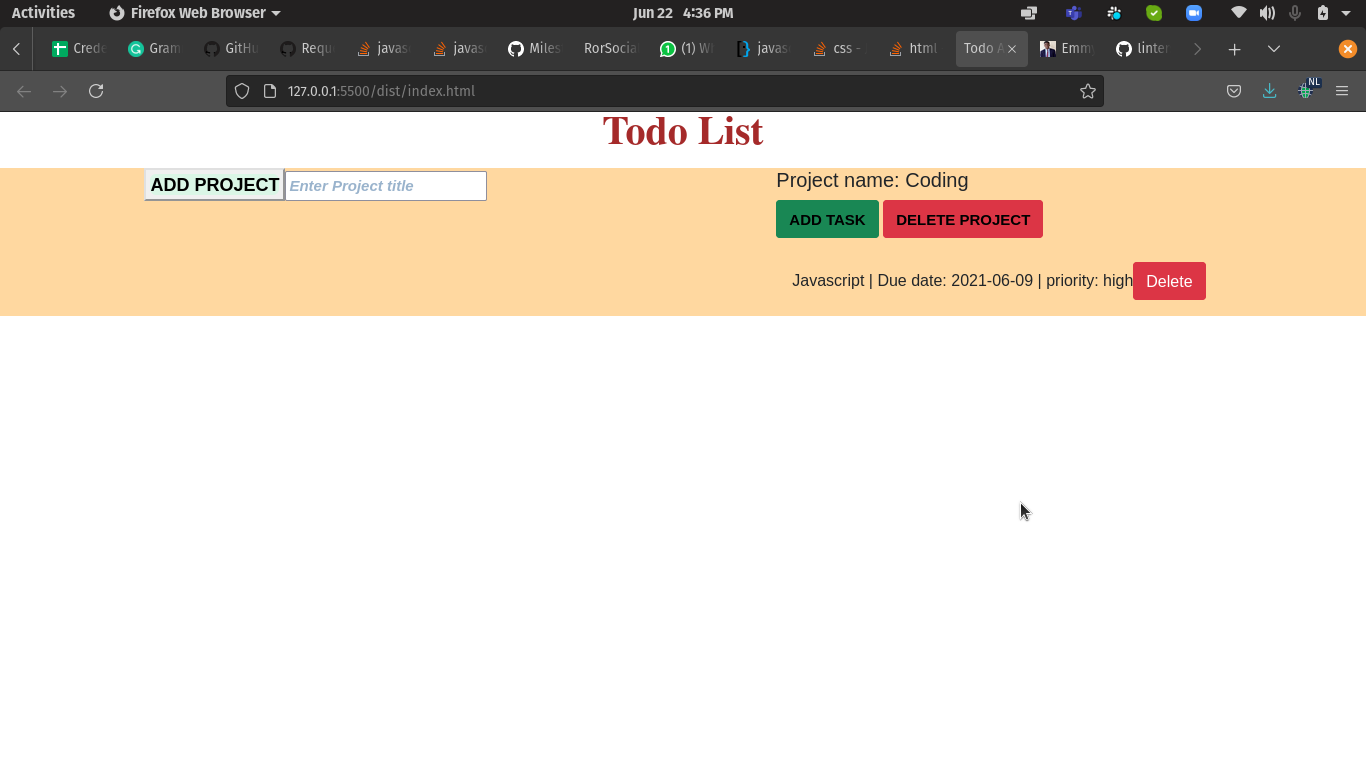 Activities
Firefox Web Browser
Jun 22 4:36 PM
Crede
Gram
GitHu
Requ
javas
javas
Miles
RorSocia
(1) W
javas
css -
html
Todo A
Emmy
linter
127.0.0.1:5500/dist/index.html
NL
Todo List
ADD PROJECT
Enter Project title
Project name: Coding
ADD TASK
DELETE PROJECT
Javascript | Due date: 2021-06-09 | priority: high
Delete